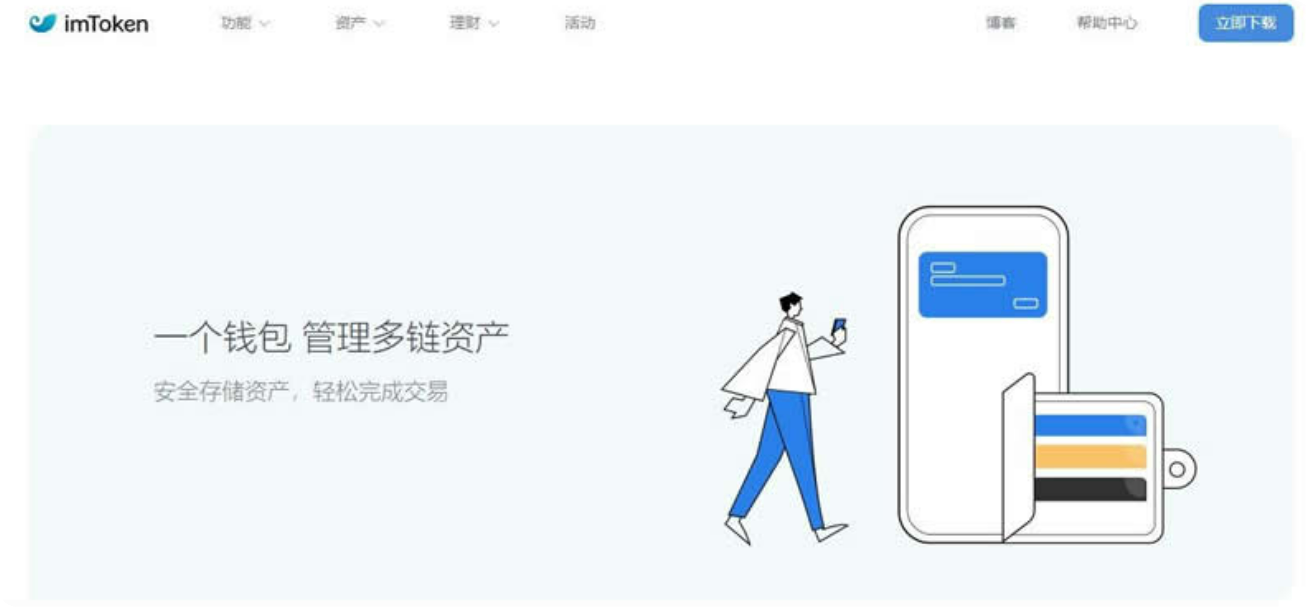 imToken 功能 资产 理财 活动 博客 帮助中心 立即下载
一个钱包 管理多链资产
安全存储资产，轻松完成交易